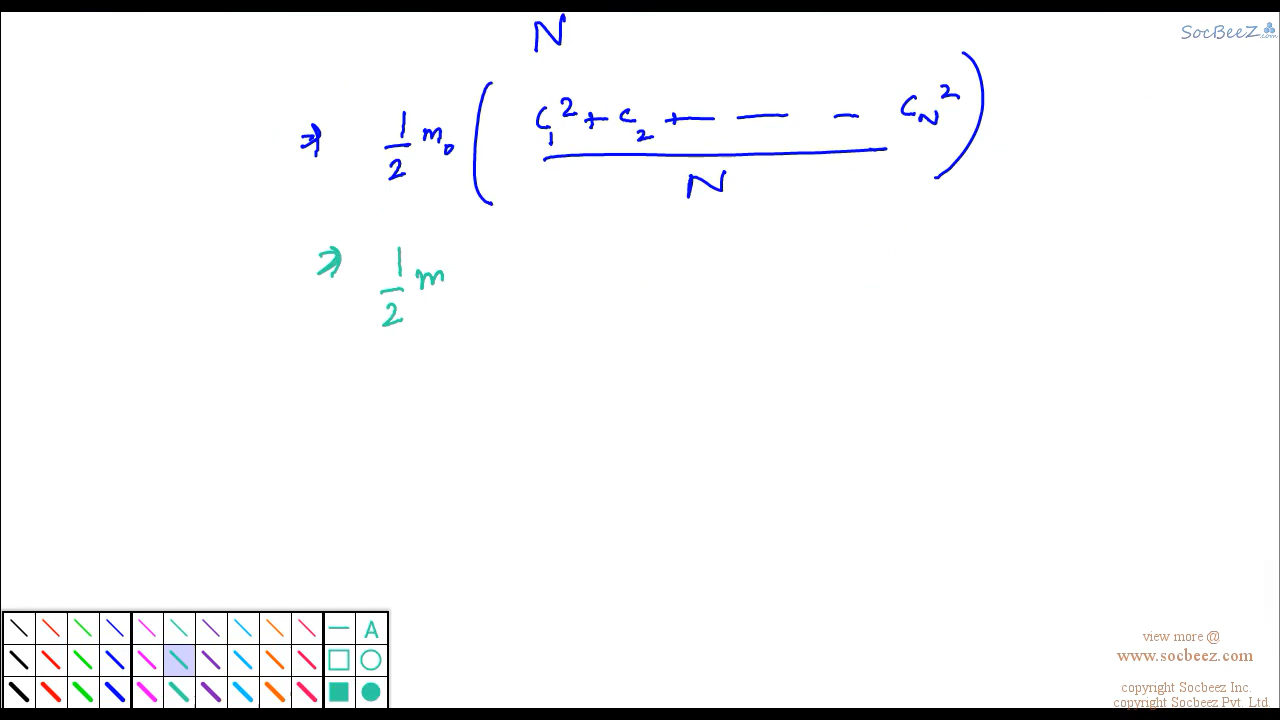 N
SocBeeZ.com
⇒ 1/2 m₀ ( (c₁² + c₂ + — — - c_N²) / N )
⇒ 1/2 m
A
view more @
www.socbeez.com
copyright Socbeez Inc.
copyright Socbeez Pvt. Ltd.